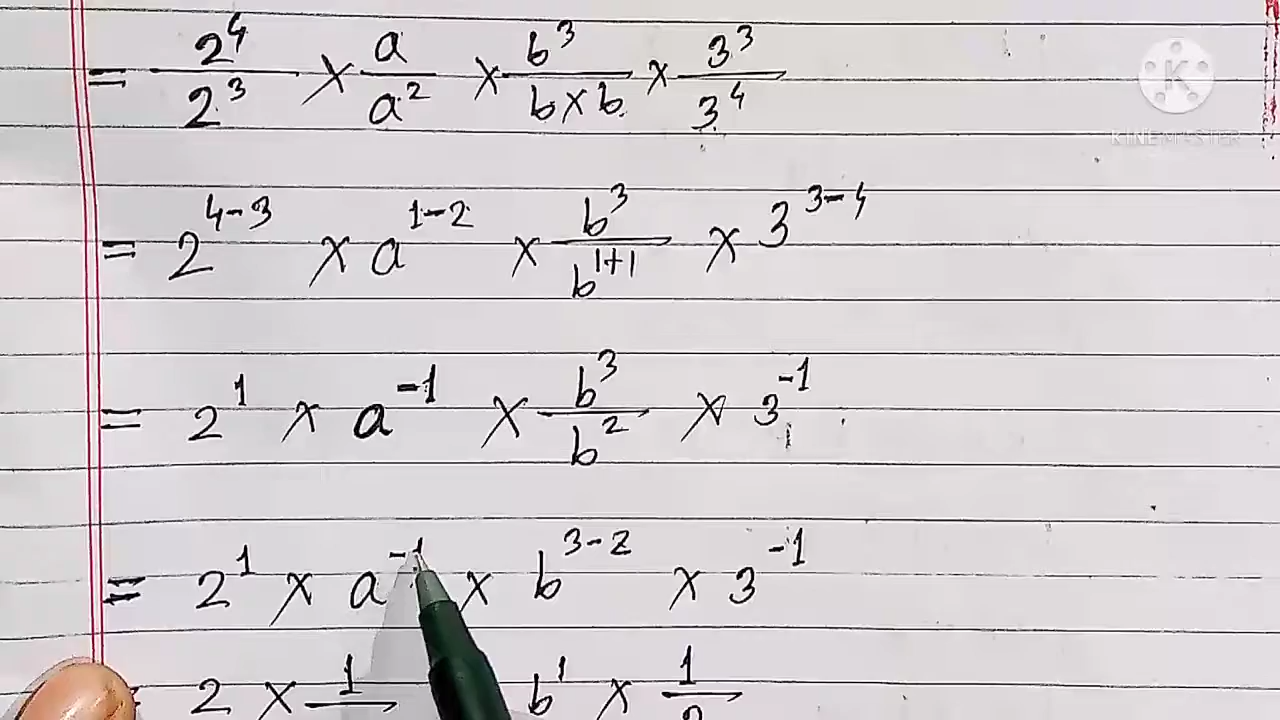 = 2⁴/2³ × a/a² × b³/b×b × 3³/3⁴
K
KINEMASTER
= 2⁴⁻³ × a¹⁻² × b³/b¹⁺¹ × 3³⁻⁴
= 2¹ × a⁻¹ × b³/b² × 3⁻¹
= 2¹ × a⁻¹ × b³⁻² × 3⁻¹
2 × 1/ b¹ × 1/